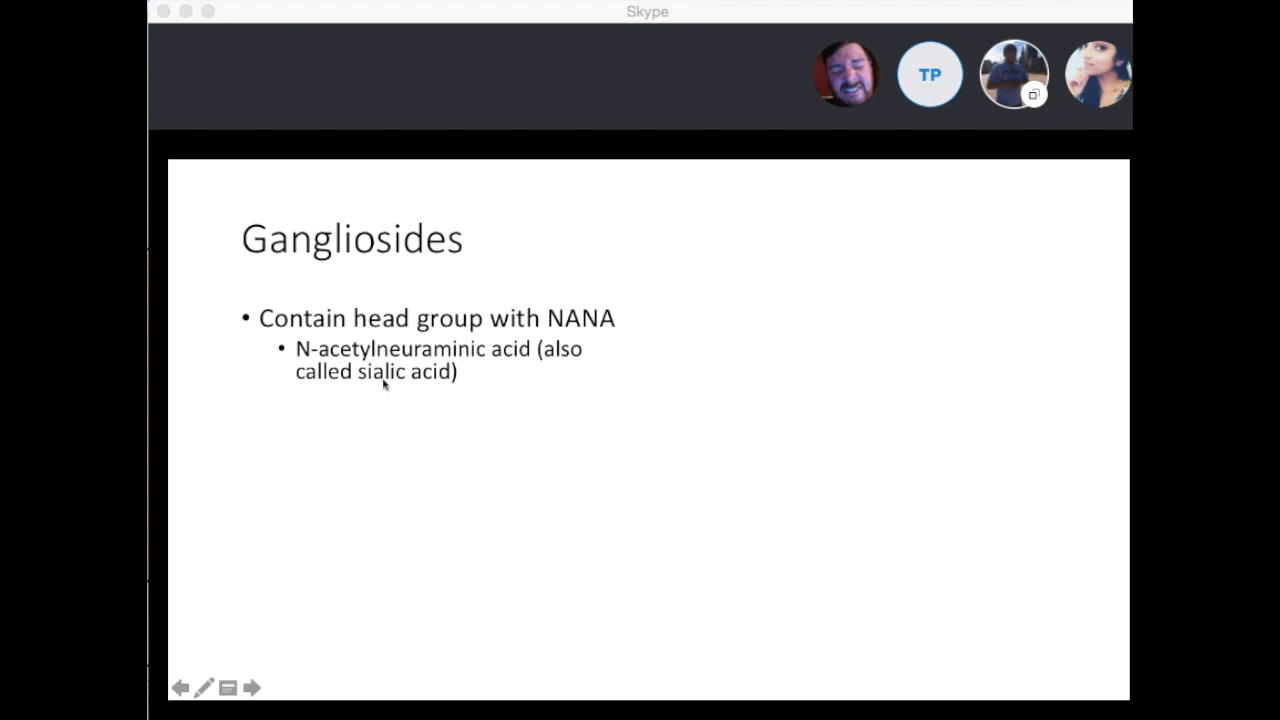 Skype
TP
Gangliosides
• Contain head group with NANA
• N-acetylneuraminic acid (also
called sialic acid)